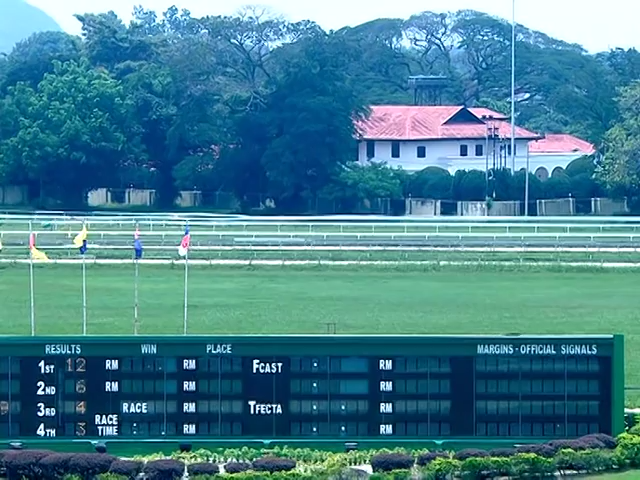 RESULTS WIN PLACE MARGINS - OFFICIAL SIGNALS
1ST 12 RM RM FCAST RM
2ND 6 RM RM RM
3RD 4 RACE RM TFECTA RM
4TH 3 RACE TIME RM RM